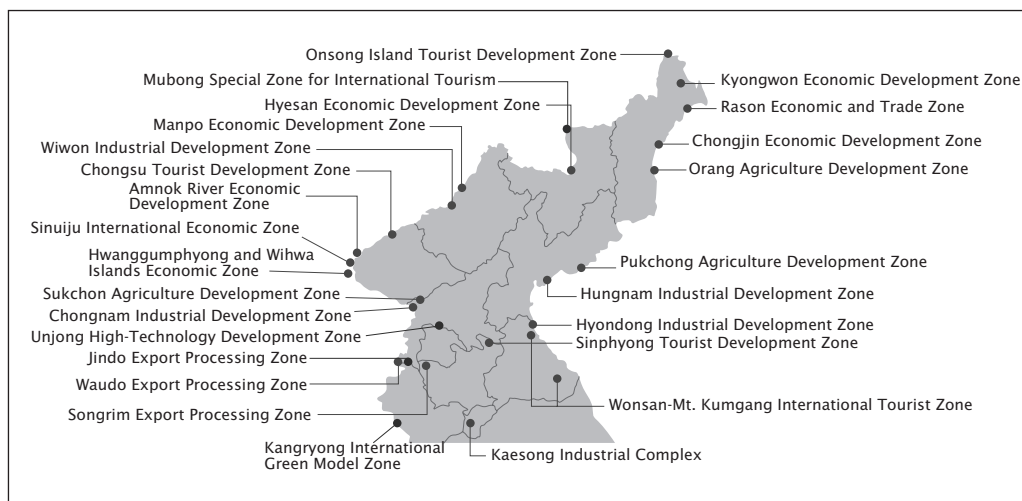 Onsong Island Tourist Development Zone
Mubong Special Zone for International Tourism
Hyesan Economic Development Zone
Manpo Economic Development Zone
Wiwon Industrial Development Zone
Chongsu Tourist Development Zone
Amnok River Economic
Development Zone
Sinuiju International Economic Zone
Hwanggumphyong and Wihwa
Islands Economic Zone
Sukchon Agriculture Development Zone
Chongnam Industrial Development Zone
Unjong High-Technology Development Zone
Jindo Export Processing Zone
Waudo Export Processing Zone
Songrim Export Processing Zone
Kangryong International
Green Model Zone
Kyongwon Economic Development Zone
Rason Economic and Trade Zone
Chongjin Economic Development Zone
Orang Agriculture Development Zone
Pukchong Agriculture Development Zone
Hungnam Industrial Development Zone
Hyondong Industrial Development Zone
Sinphyong Tourist Development Zone
Wonsan-Mt. Kumgang International Tourist Zone
Kaesong Industrial Complex